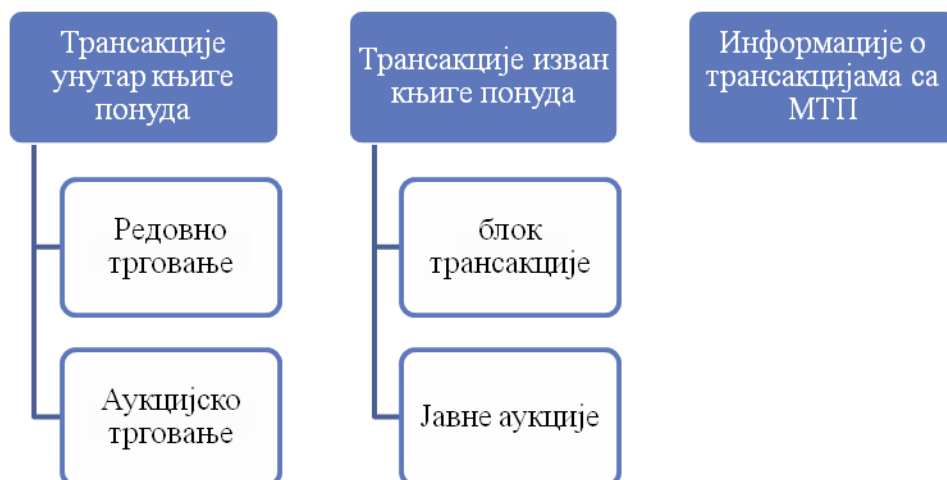 Трансакције
унутар књиге
понуда
Редовно
трговање
Аукцијско
трговање
Трансакције изван
књиге понуда
блок
трансакције
Јавне аукције
Информације о
трансакцијама са
МТП